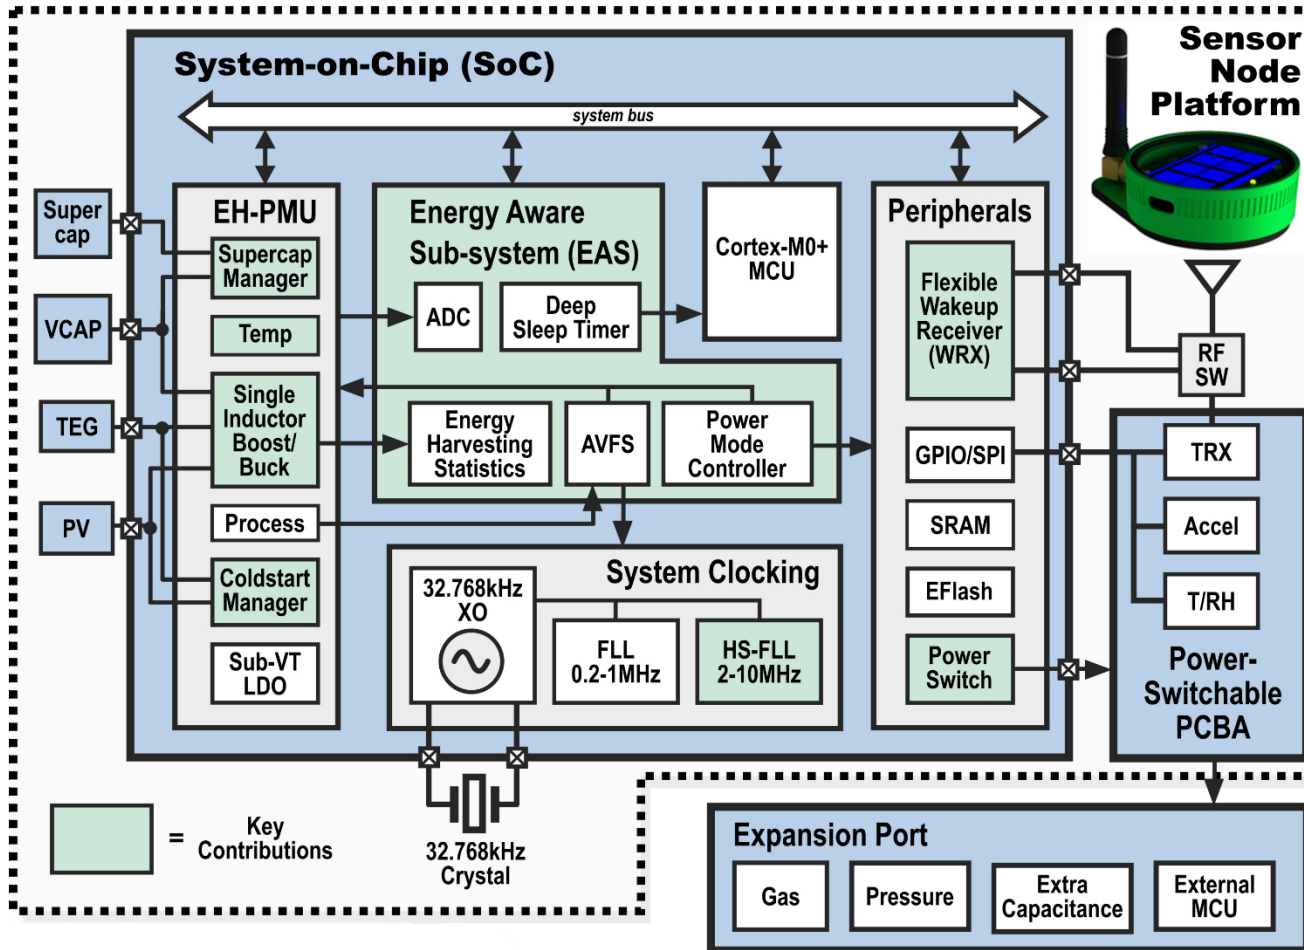 System-on-Chip (SoC)
Sensor
Node
Platform
system bus
Super
cap
VCAP
TEG
PV
EH-PMU
Supercap
Manager
Temp
Single
Inductor
Boost/
Buck
Process
Coldstart
Manager
Sub-VT
LDO
Energy Aware
Sub-system (EAS)
ADC
Deep
Sleep Timer
Energy
Harvesting
Statistics
AVFS
Power
Mode
Controller
Cortex-M0+
MCU
System Clocking
32.768kHz
XO
FLL
0.2-1MHz
HS-FLL
2-10MHz
Peripherals
Flexible
Wakeup
Receiver
(WRX)
GPIO/SPI
SRAM
EFlash
Power
Switch
RF
SW
TRX
Accel
T/RH
Power-
Switchable
PCBA
32.768kHz
Crystal
= Key
Contributions
Expansion Port
Gas
Pressure
Extra
Capacitance
External
MCU